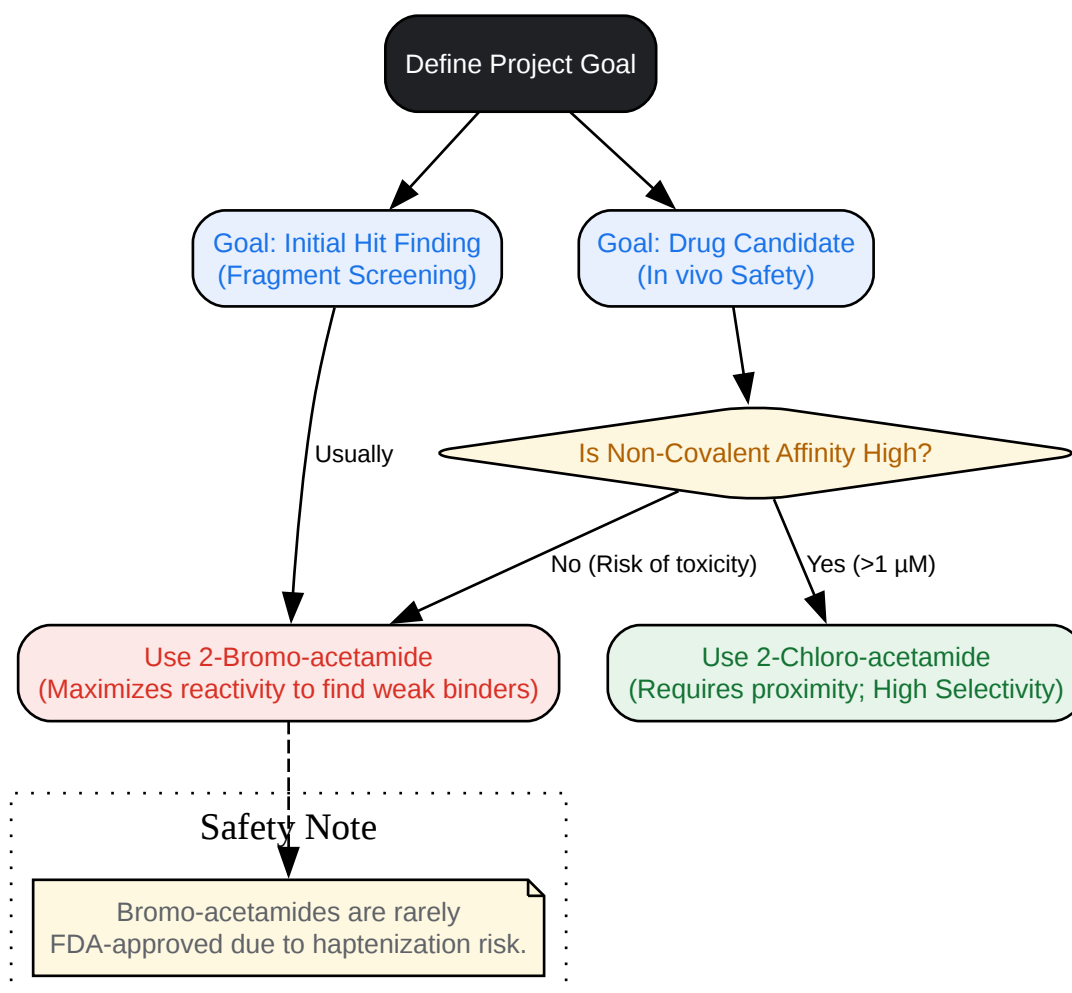 Define Project Goal
Goal: Initial Hit Finding
(Fragment Screening)
Goal: Drug Candidate
(In vivo Safety)
Usually
Is Non-Covalent Affinity High?
No (Risk of toxicity)
Yes (>1 µM)
Use 2-Bromo-acetamide
(Maximizes reactivity to find weak binders)
Use 2-Chloro-acetamide
(Requires proximity; High Selectivity)
Safety Note
Bromo-acetamides are rarely
FDA-approved due to haptenization risk.